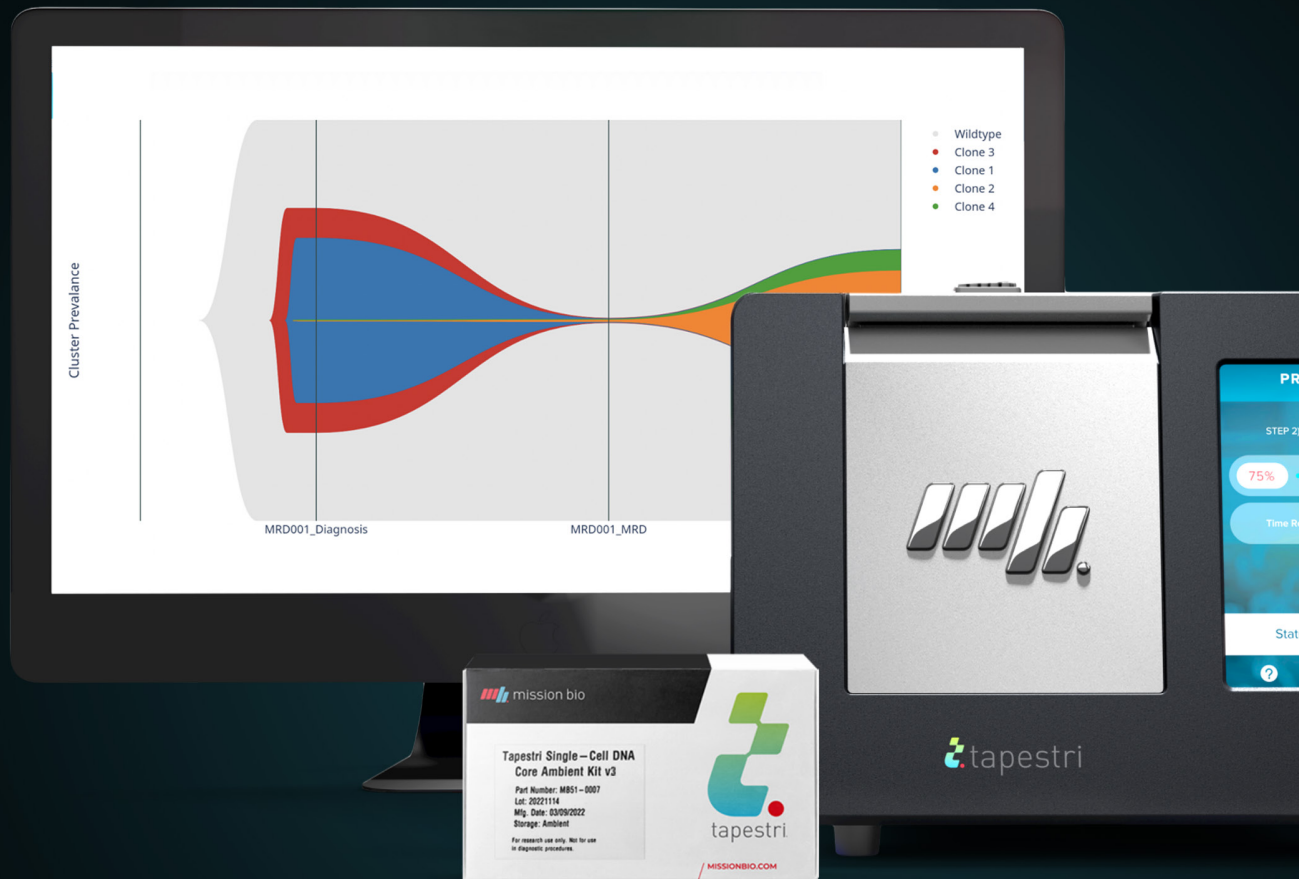 Wildtype
Clone 3
Clone 1
Clone 2
Clone 4
Cluster Prevalance
MRD001_Diagnosis
MRD001_MRD
PR
STEP 2
75%
Time R
Stat
?
mission bio
Tapestri Single-Cell DNA
Core Ambient Kit v3
Part Number: MB51-0007
Lot: 20221114
Mfg. Date: 03/09/2022
Storage: Ambient
For research use only. Not for use
in diagnostic procedures.
tapestri
MISSIONBIO.COM
tapestri